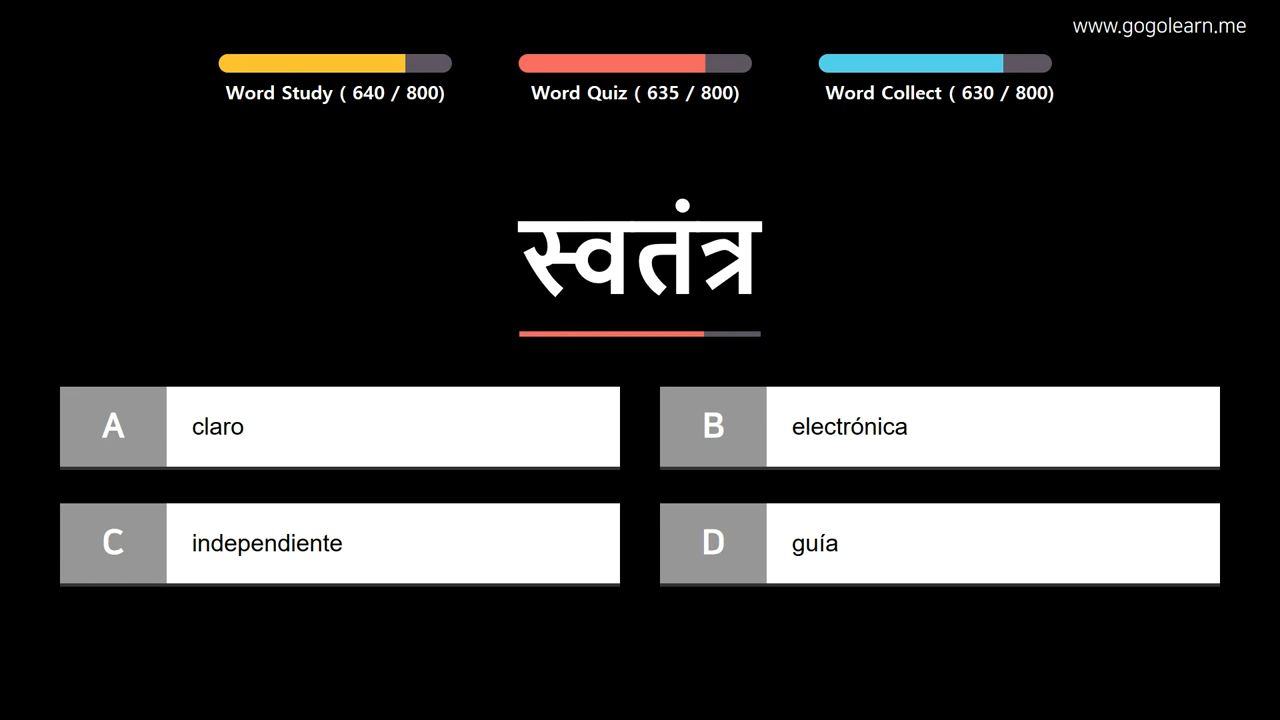 www.gogolearn.me
Word Study ( 640 / 800)
Word Quiz ( 635 / 800)
Word Collect ( 630 / 800)
स्वतंत्र
A claro
B electrónica
C independiente
D guía